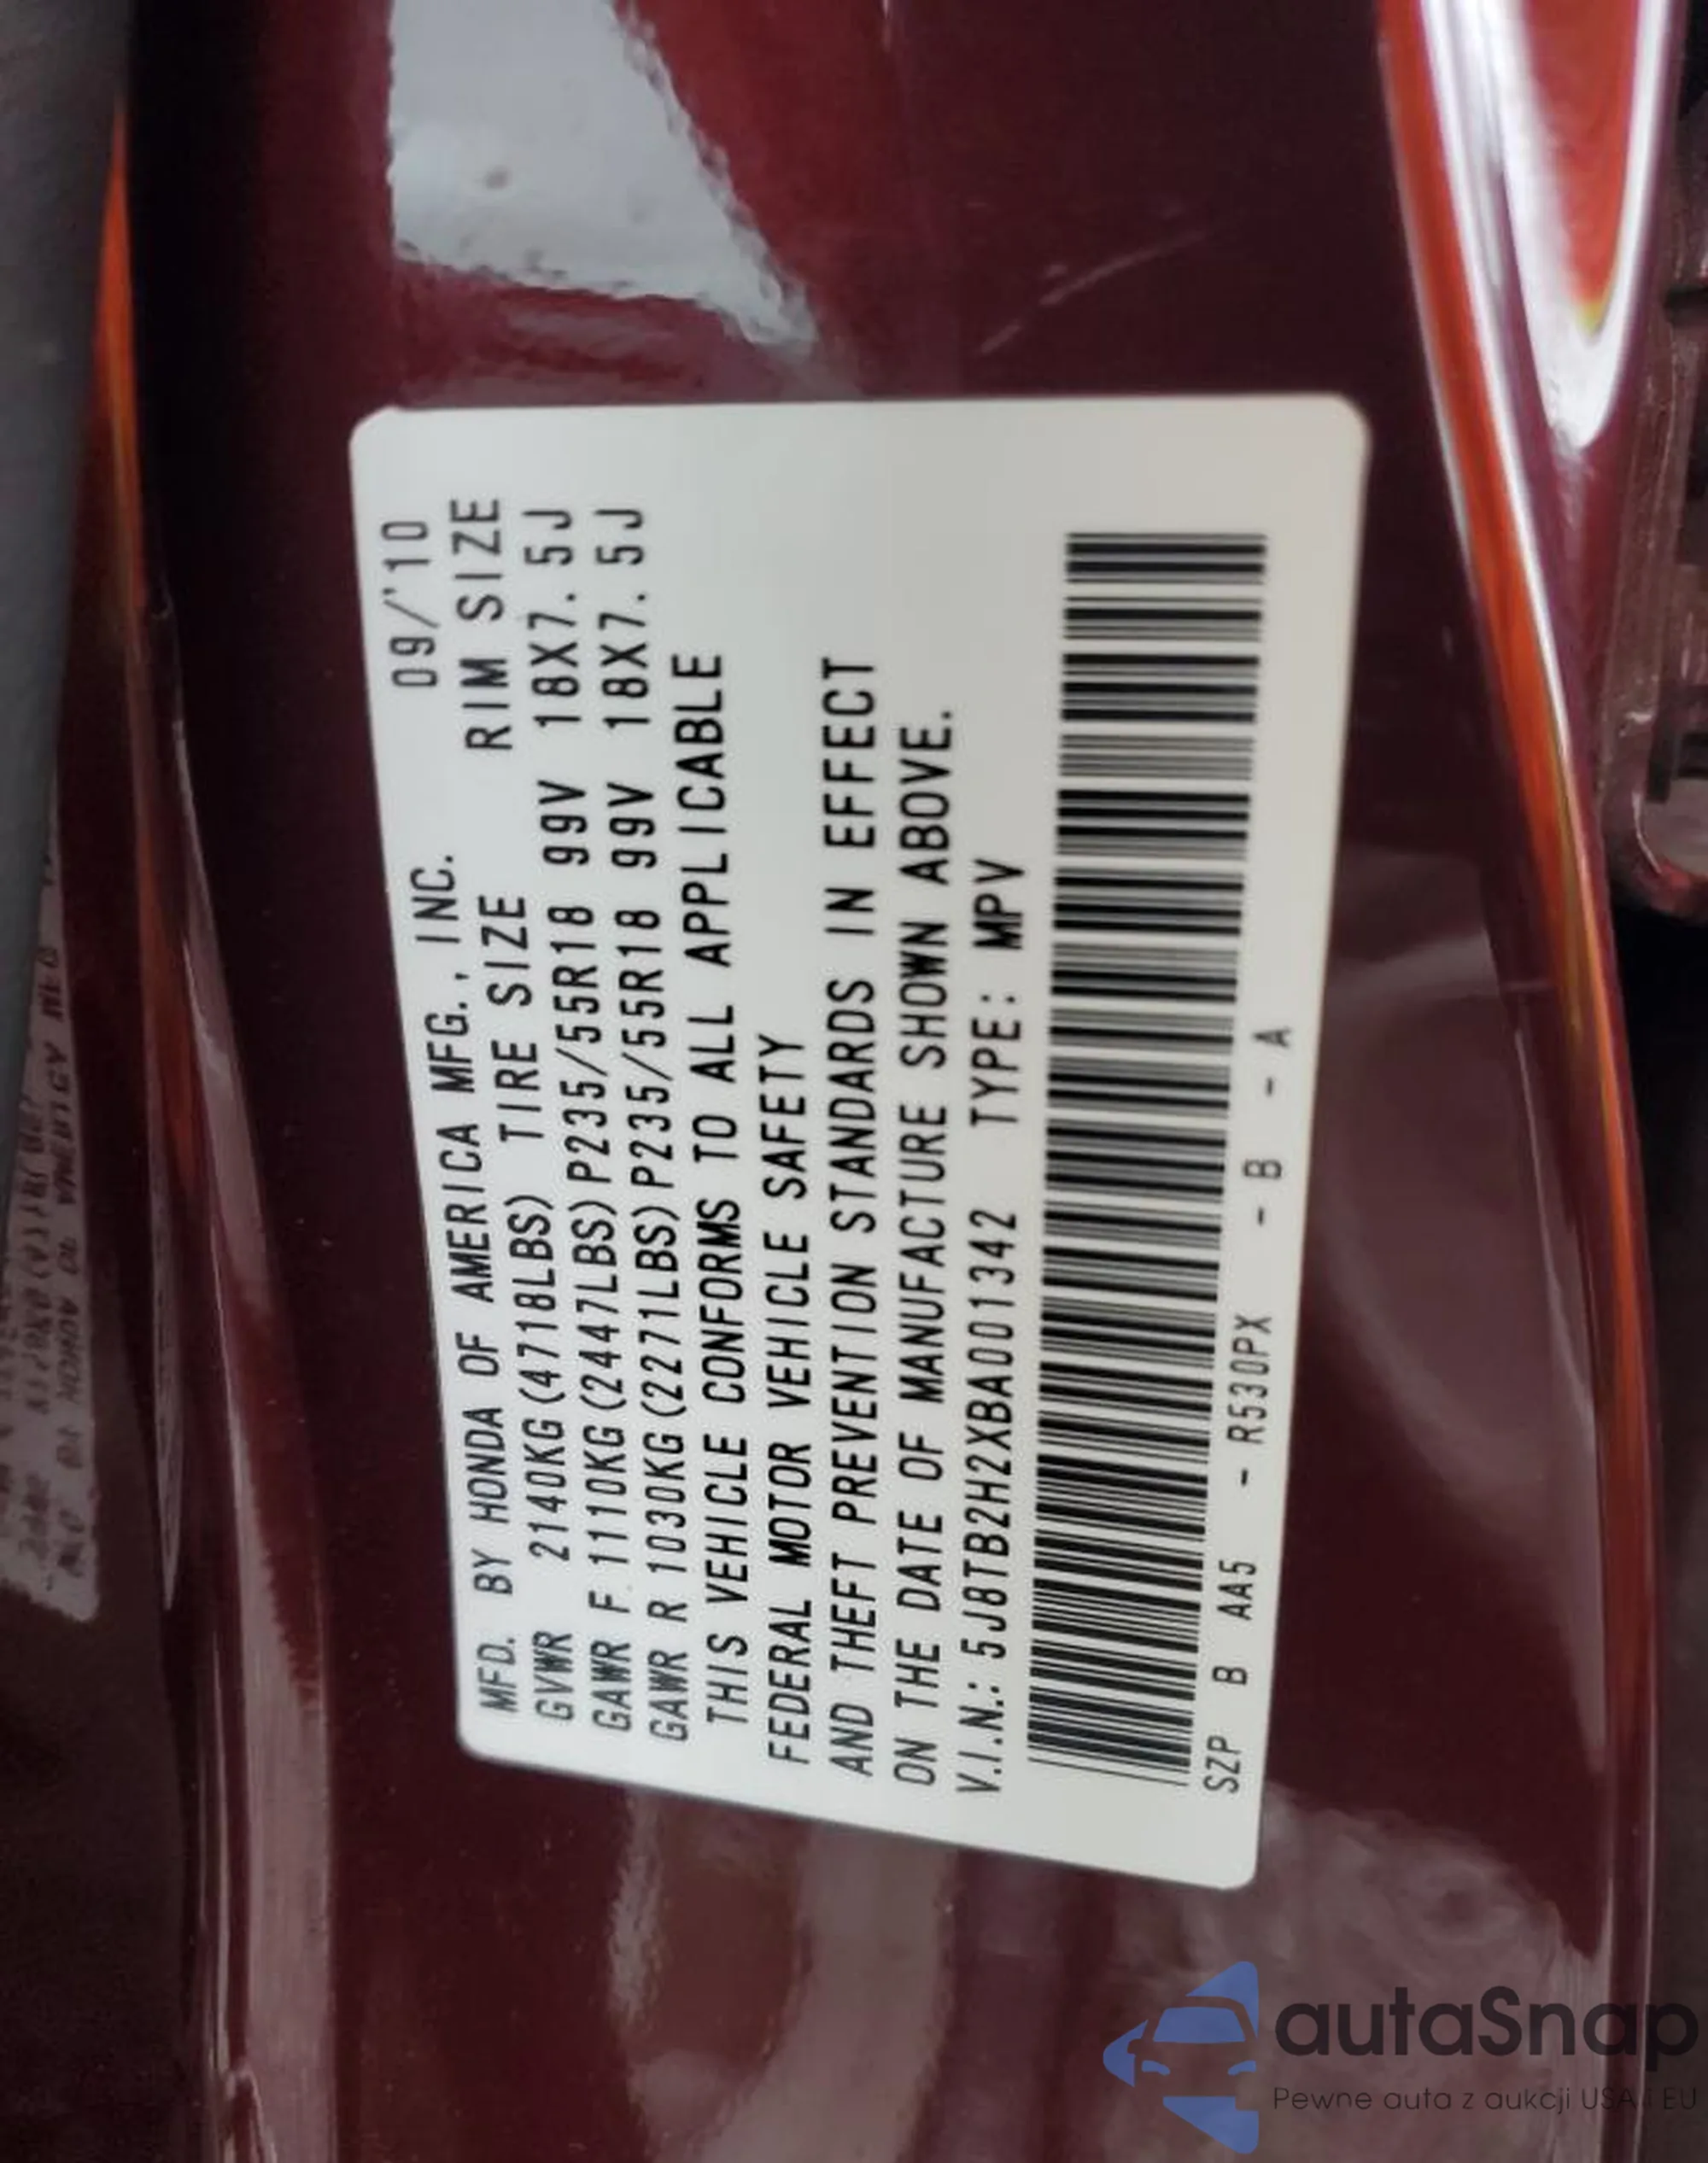 MFD. BY HONDA OF AMERICA MFG., INC. 09/'10
GVWR 2140KG(4718LBS) TIRE SIZE RIM SIZE
GAWR F 1110KG(2447LBS)P235/55R18 99V 18X7.5J
GAWR R 1030KG(2271LBS)P235/55R18 99V 18X7.5J
THIS VEHICLE CONFORMS TO ALL APPLICABLE
FEDERAL MOTOR VEHICLE SAFETY
AND THEFT PREVENTION STANDARDS IN EFFECT
ON THE DATE OF MANUFACTURE SHOWN ABOVE.
V.I.N.: 5J8TB2H2XBA001342 TYPE: MPV
SZP B AA5 - R530PX - B - A
autaSnap
Pewne auta z aukcji USA i EU